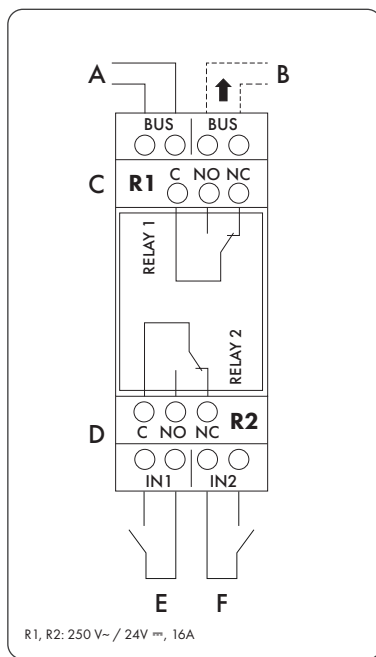 A B
BUS BUS
C R1 C NO NC
RELAY 1
RELAY 2
D C NO NC R2
IN1 IN2
E F
R1, R2: 250 V~ / 24V ⎓, 16A